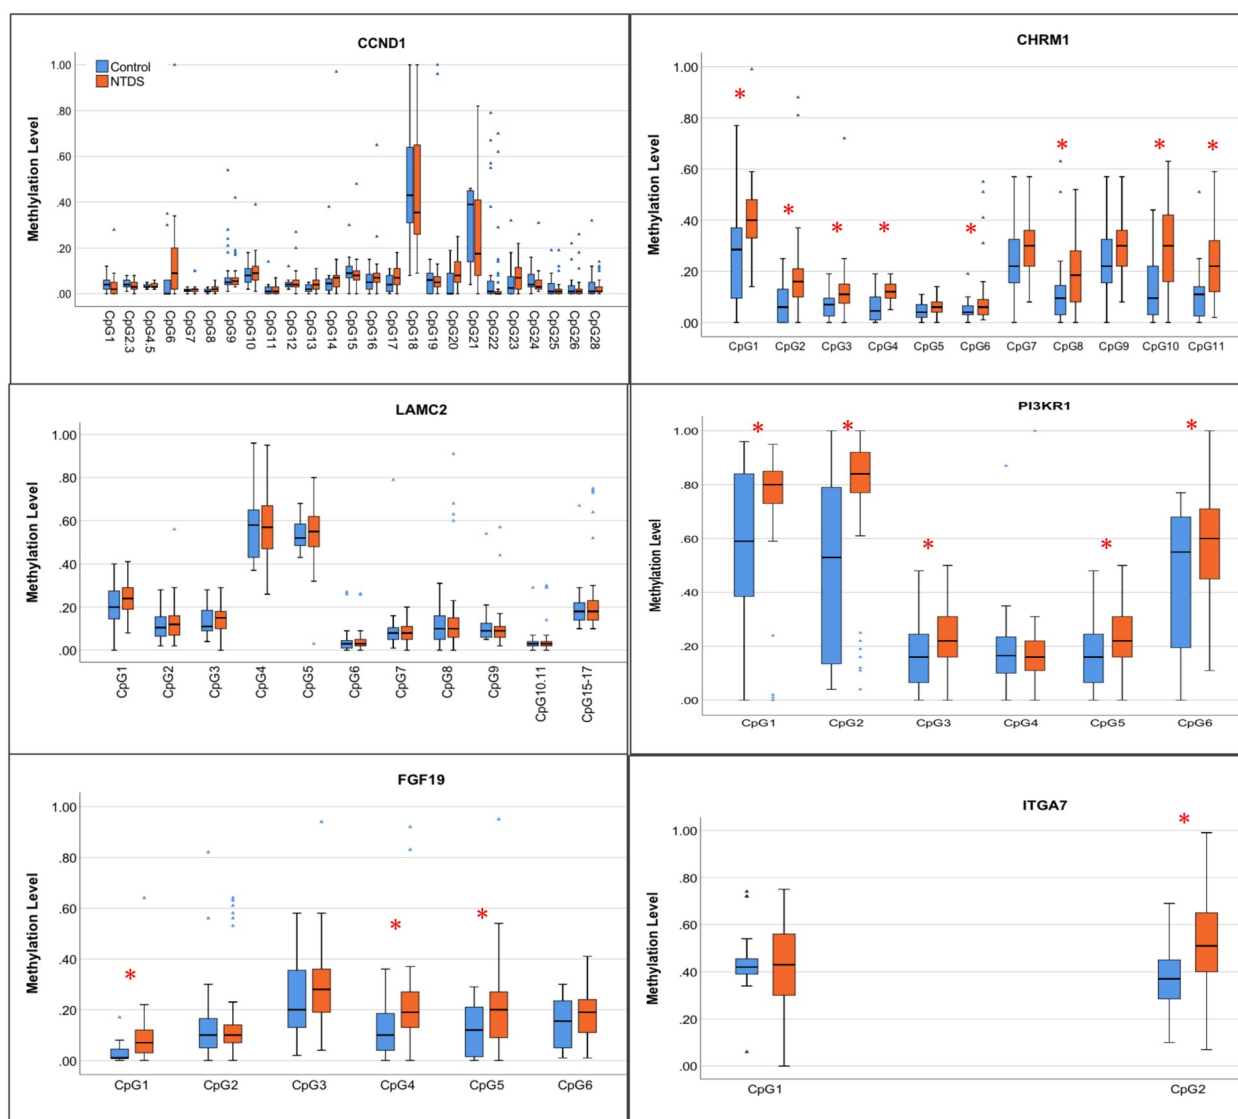 CCND1
Control
NTDS
Methylation Level
1.00
.80
.60
.40
.20
.00
CpG1
CpG2.3
CpG4.5
CpG6
CpG7
CpG8
CpG9
CpG10
CpG11
CpG12
CpG13
CpG14
CpG15
CpG16
CpG17
CpG18
CpG19
CpG20
CpG21
CpG22
CpG23
CpG24
CpG25
CpG26
CpG28
CHRM1
Methylation Level
1.00
.80
.60
.40
.20
.00
* * * * * * * *
CpG1 CpG2 CpG3 CpG4 CpG5 CpG6 CpG7 CpG8 CpG9 CpG10 CpG11
LAMC2
Methylation Level
1.00
.80
.60
.40
.20
.00
CpG1
CpG2
CpG3
CpG4
CpG5
CpG6
CpG7
CpG8
CpG9
CpG10.11
CpG15-17
PI3KR1
Methylation Level
1.00
.80
.60
.40
.20
.00
* * * * *
CpG1 CpG2 CpG3 CpG4 CpG5 CpG6
FGF19
Methylation Level
1.00
.80
.60
.40
.20
.00
* * *
CpG1 CpG2 CpG3 CpG4 CpG5 CpG6
ITGA7
Methylation Level
1.00
.80
.60
.40
.20
.00
*
CpG1 CpG2